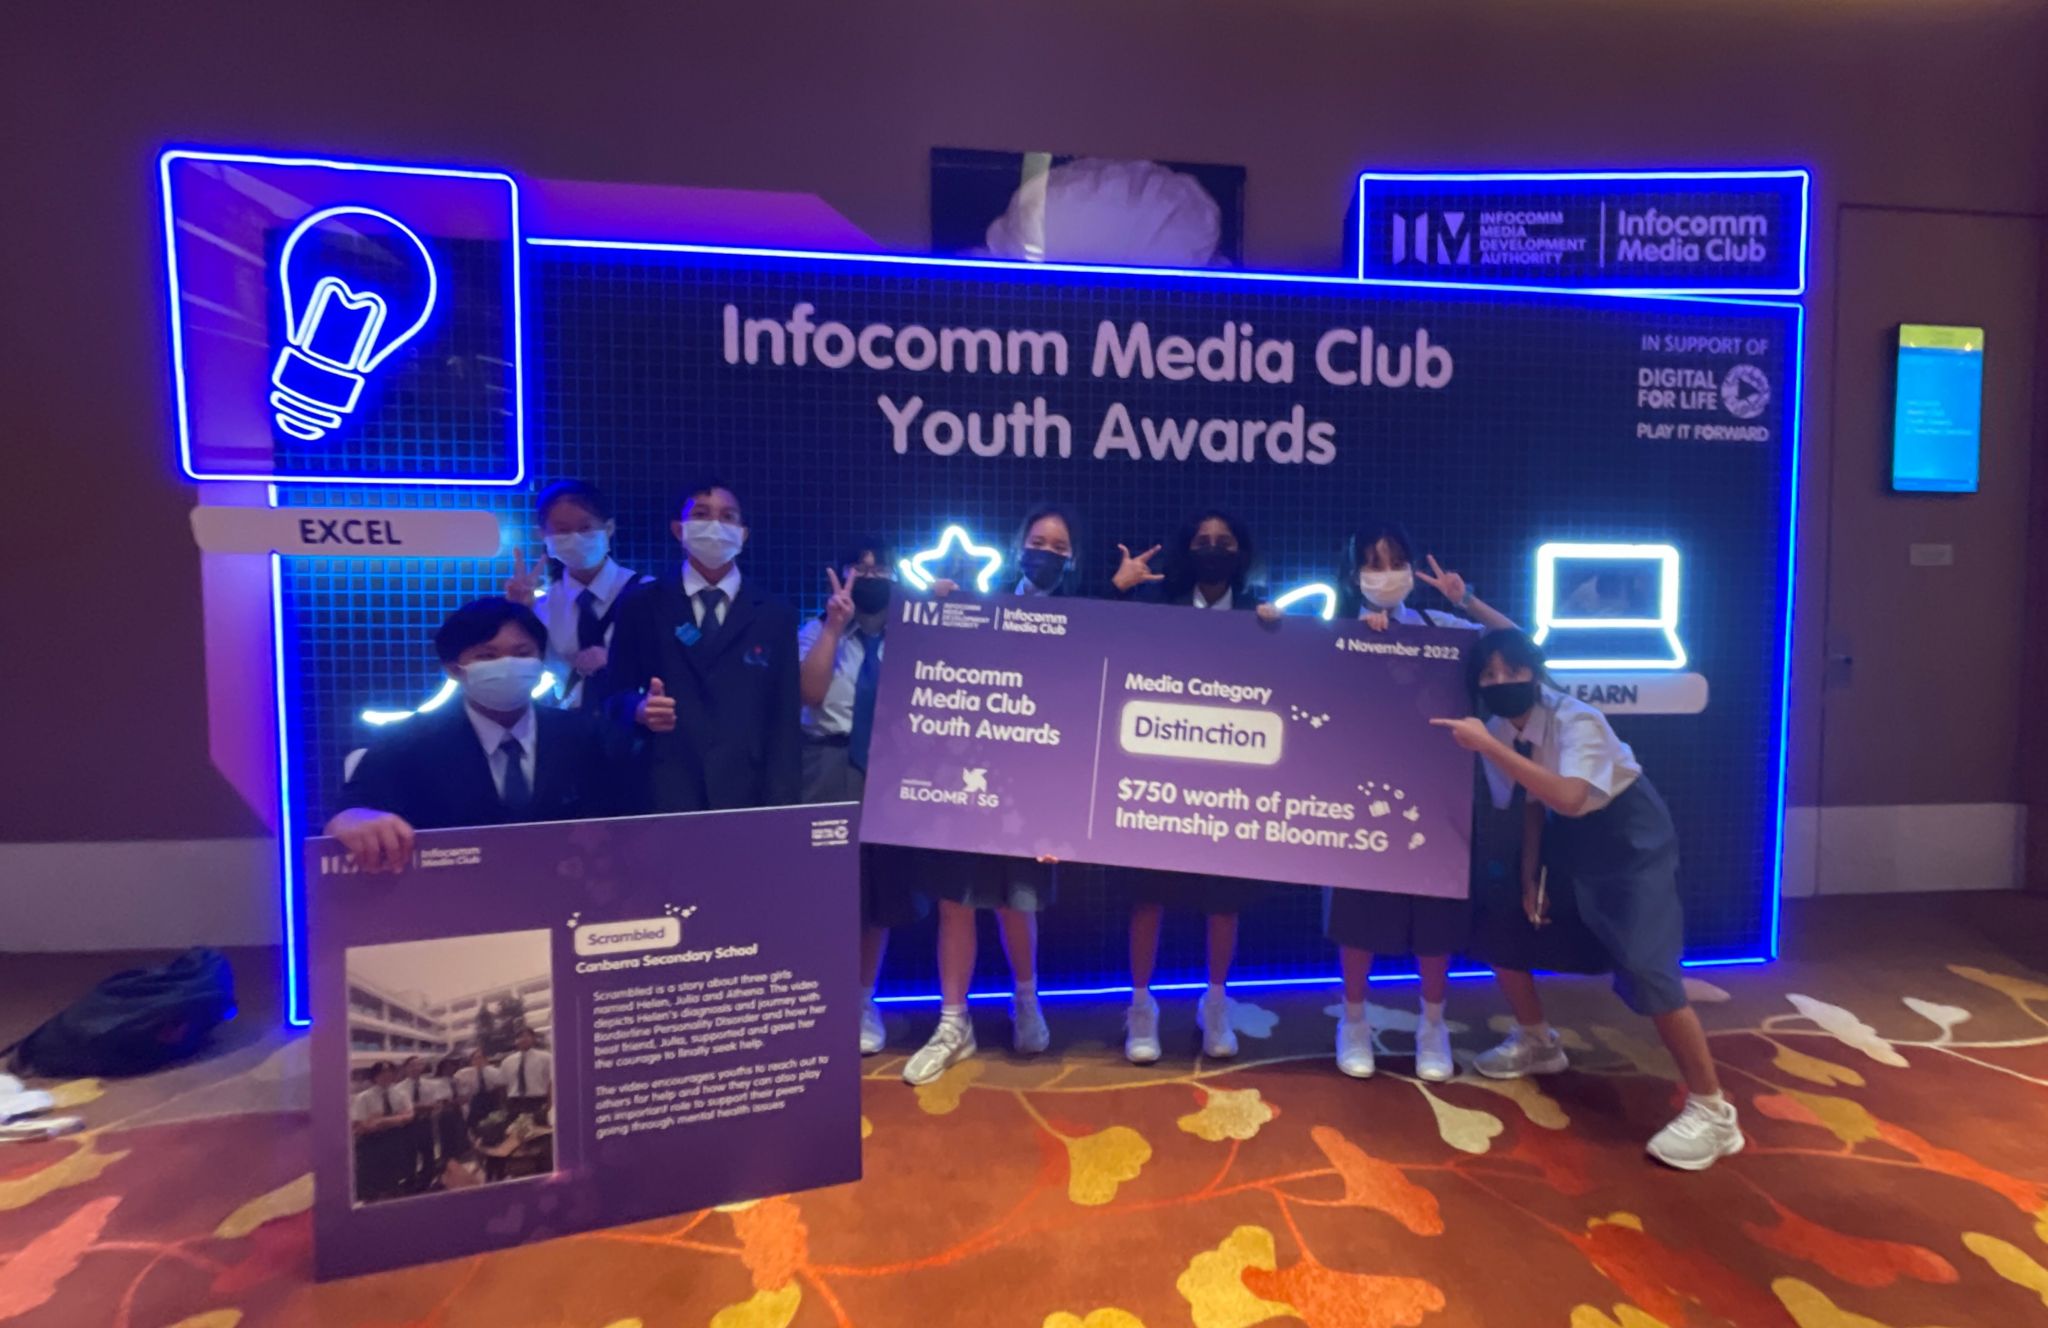 INFOCOMM
MEDIA
DEVELOPMENT
AUTHORITY
Infocomm
Media Club
Infocomm Media Club
Youth Awards
IN SUPPORT OF
DIGITAL
FOR LIFE
PLAY IT FORWARD
EXCEL
LEARN
INFOCOMM
MEDIA
DEVELOPMENT
AUTHORITY
Infocomm
Media Club
4 November 2022
Infocomm
Media Club
Youth Awards
BLOOMR SG
Media Category
Distinction
$750 worth of prizes
Internship at Bloomr.SG
Infocomm
Media Club
Scrambled
Canberra Secondary School
Scrambled is a story about three girls
named Helen, Julia and Athena. The video
depicts Helen's diagnosis and journey with
Borderline Personality Disorder and how her
best friend, Julia, supported and gave her
the courage to finally seek help.
The video encourages youths to reach out to
others for help and how they can also play
an important role to support their peers
going through mental health issues